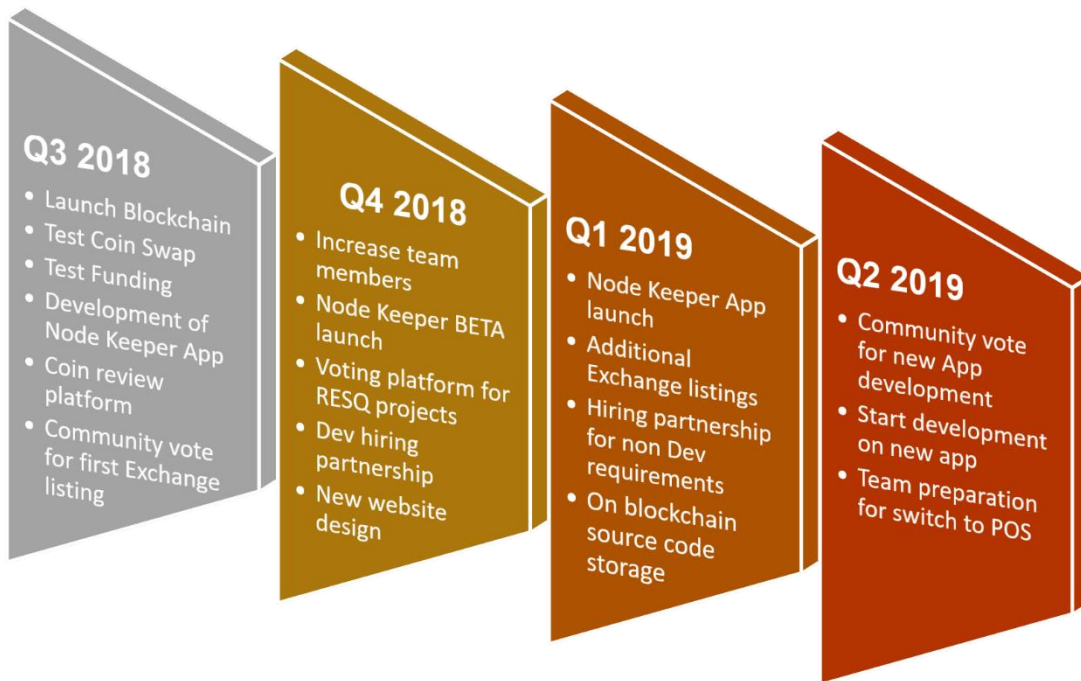 Q3 2018
• Launch Blockchain
• Test Coin Swap
• Test Funding
• Development of
Node Keeper App
• Coin review
platform
• Community vote
for first Exchange
listing
Q4 2018
• Increase team
members
• Node Keeper BETA
launch
• Voting platform for
RESQ projects
• Dev hiring
partnership
• New website
design
Q1 2019
• Node Keeper App
launch
• Additional
Exchange listings
• Hiring partnership
for non Dev
requirements
• On blockchain
source code
storage
Q2 2019
• Community vote
for new App
development
• Start development
on new app
• Team preparation
for switch to POS